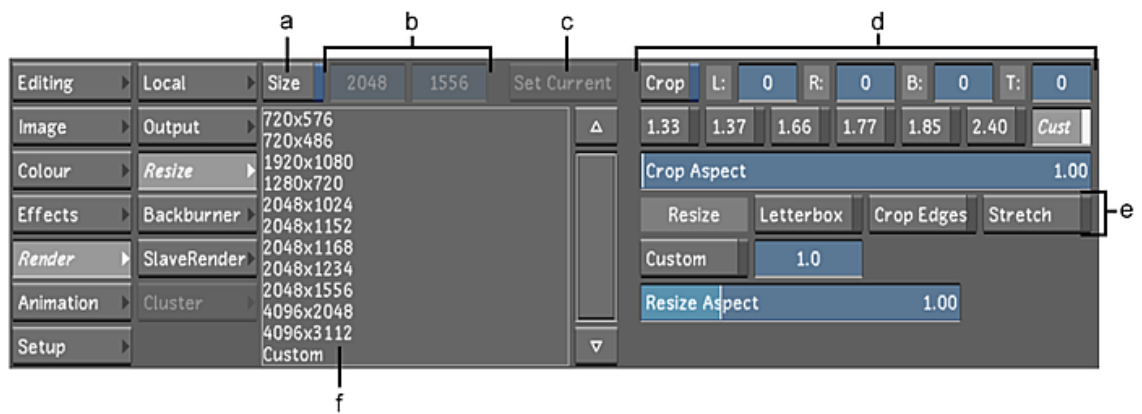 a b c d
Editing Local Size 2048 1556 Set Current Crop L: 0 R: 0 B: 0 T: 0
Image Output 720x576 1.33 1.37 1.66 1.77 1.85 2.40 Cust
720x486
Colour Resize 1920x1080 Crop Aspect 1.00
1280x720
Effects Backburner 2048x1024 Resize Letterbox Crop Edges Stretch e
2048x1152
Render SlaveRender 2048x1168 Custom 1.0
2048x1234
Animation Cluster 2048x1556 Resize Aspect 1.00
4096x2048
4096x3112
Setup Custom
f